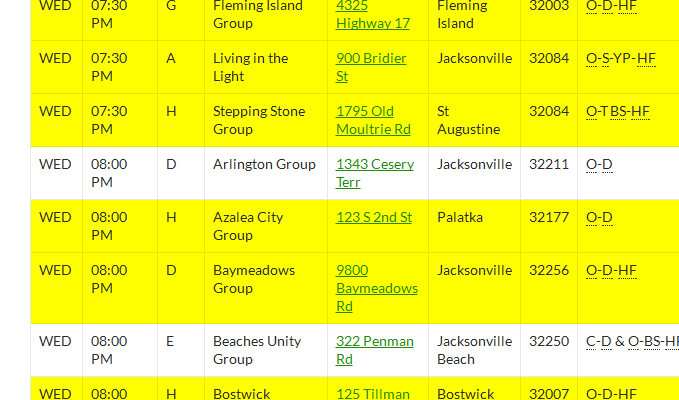 WED 07:30 G Fleming Island 4325 Fleming 32003 O-D-HF
PM Group Highway 17 Island
WED 07:30 A Living in the 900 Bridier Jacksonville 32084 O-S-YP-HF
PM Light St
WED 07:30 H Stepping Stone 1795 Old St 32084 O-T BS-HF
PM Group Moultrie Rd Augustine
WED 08:00 D Arlington Group 1343 Cesery Jacksonville 32211 O-D
PM Terr
WED 08:00 H Azalea City 123 S 2nd St Palatka 32177 O-D
PM Group
WED 08:00 D Baymeadows 9800 Jacksonville 32256 O-D-HF
PM Group Baymeadows
Rd
WED 08:00 E Beaches Unity 322 Penman Jacksonville 32250 C-D & O-BS-HF
PM Group Rd Beach
WED 08:00 H Bostwick 125 Tillman Bostwick 32007 O-D-HF